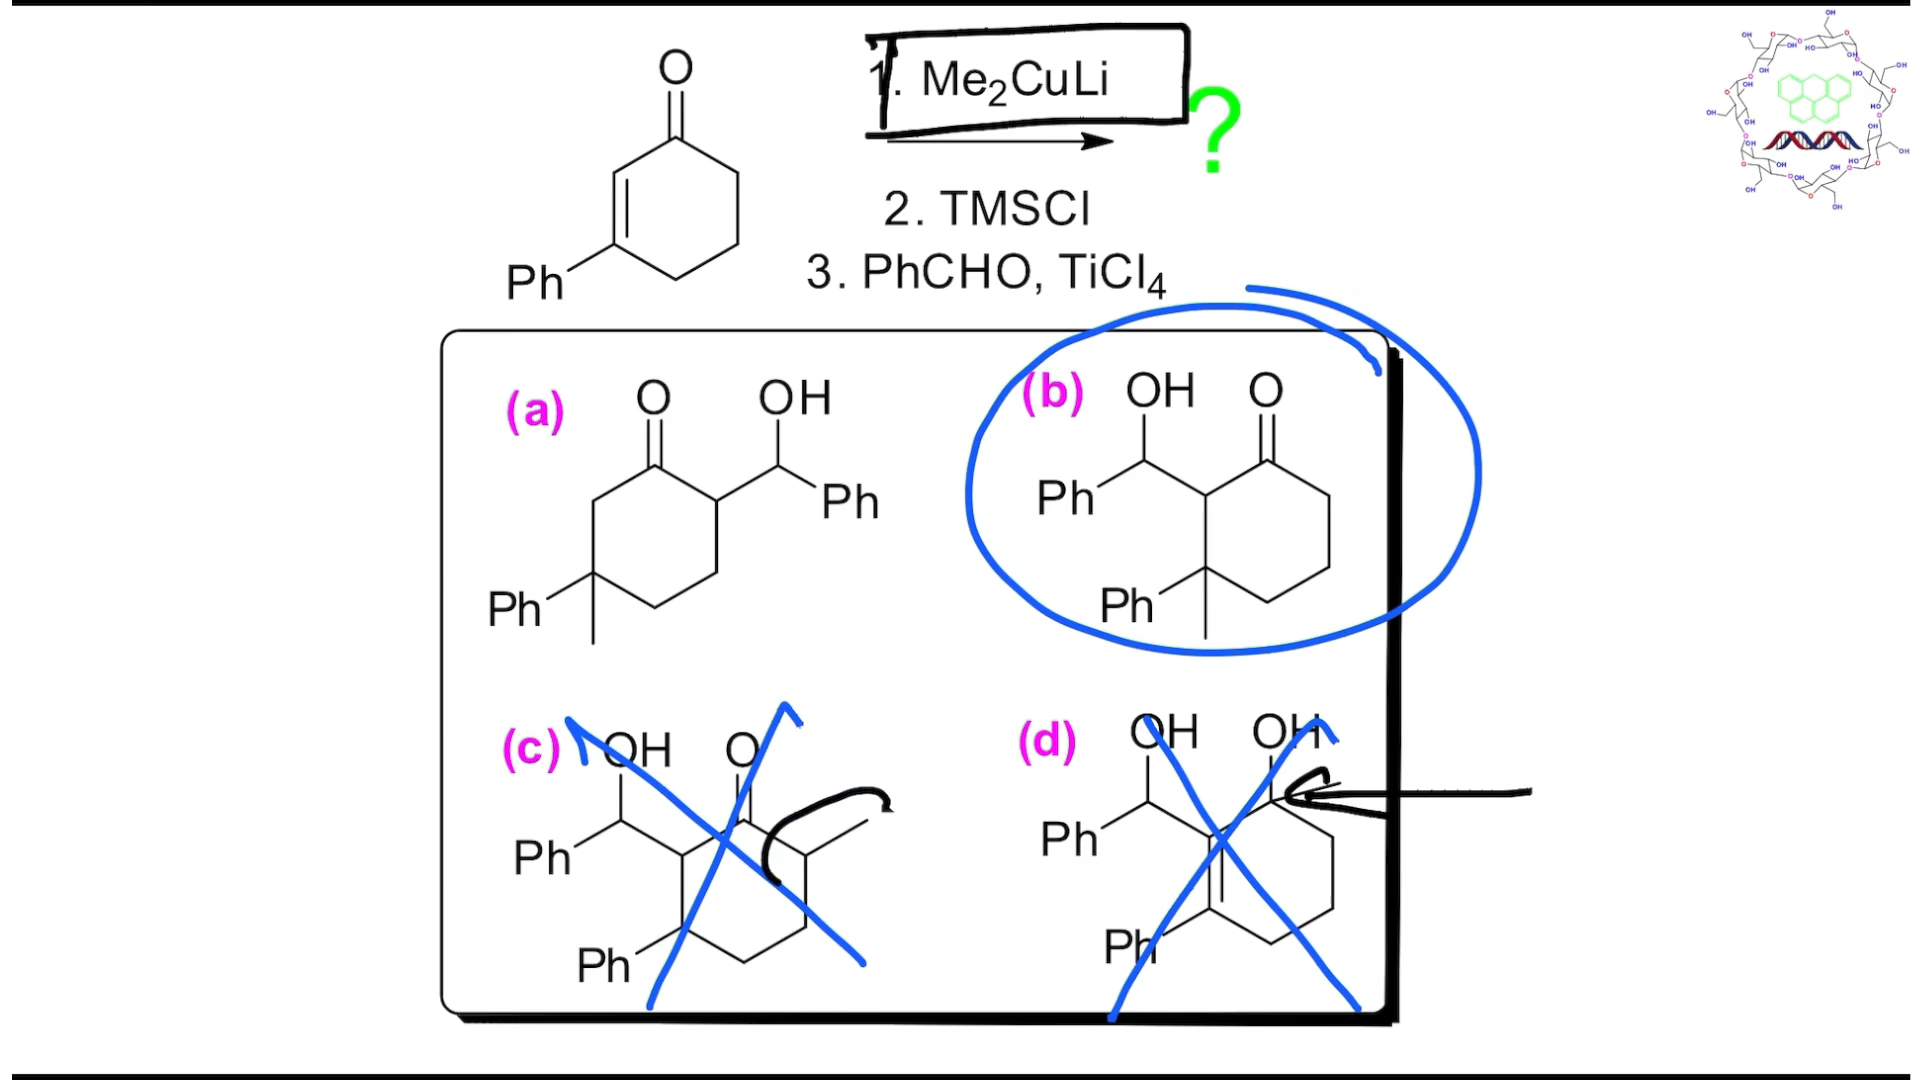 O
1. Me2CuLi
?
2. TMSCl
3. PhCHO, TiCl4
Ph
(a)
O
OH
Ph
Ph
(b)
OH
O
Ph
Ph
(c)
OH
O
Ph
Ph
(d)
OH
OH
Ph
Ph